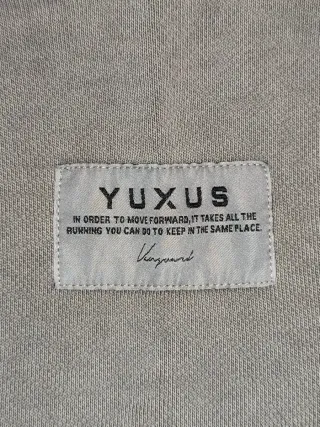 YUXUS
IN ORDER TO MOVE FORWARD, IT TAKES ALL THE
RUNNING YOU CAN DO TO KEEP IN THE SAME PLACE.